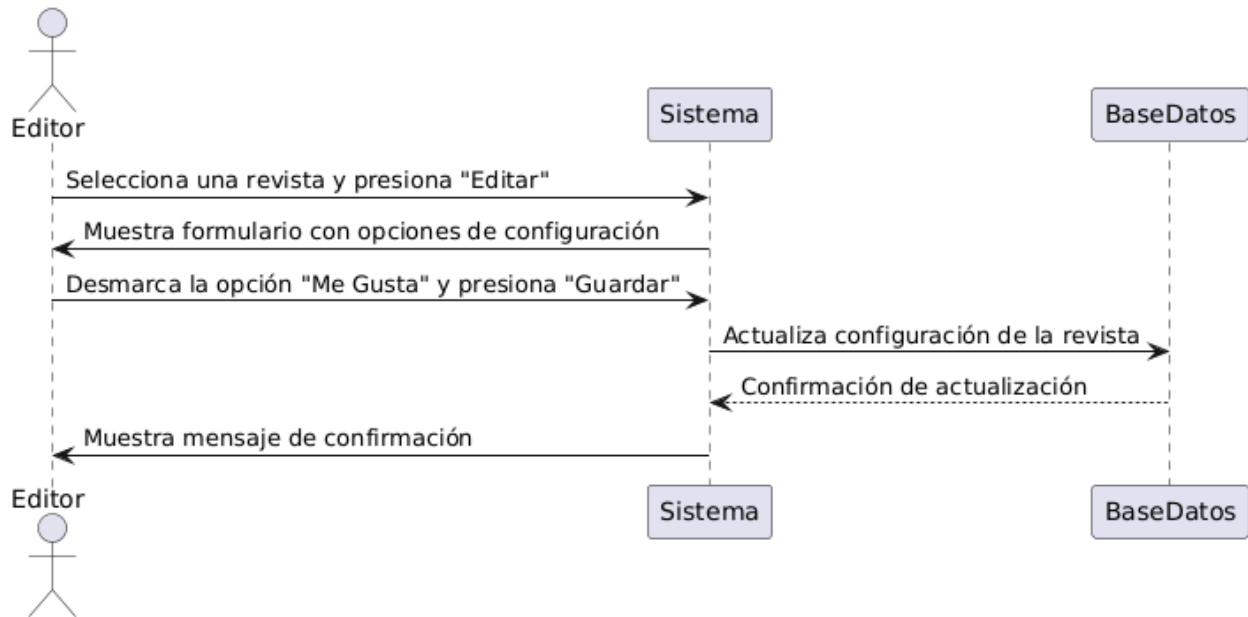 Editor
Sistema
BaseDatos
Selecciona una revista y presiona "Editar"
Muestra formulario con opciones de configuración
Desmarca la opción "Me Gusta" y presiona "Guardar"
Actualiza configuración de la revista
Confirmación de actualización
Muestra mensaje de confirmación
Editor
Sistema
BaseDatos